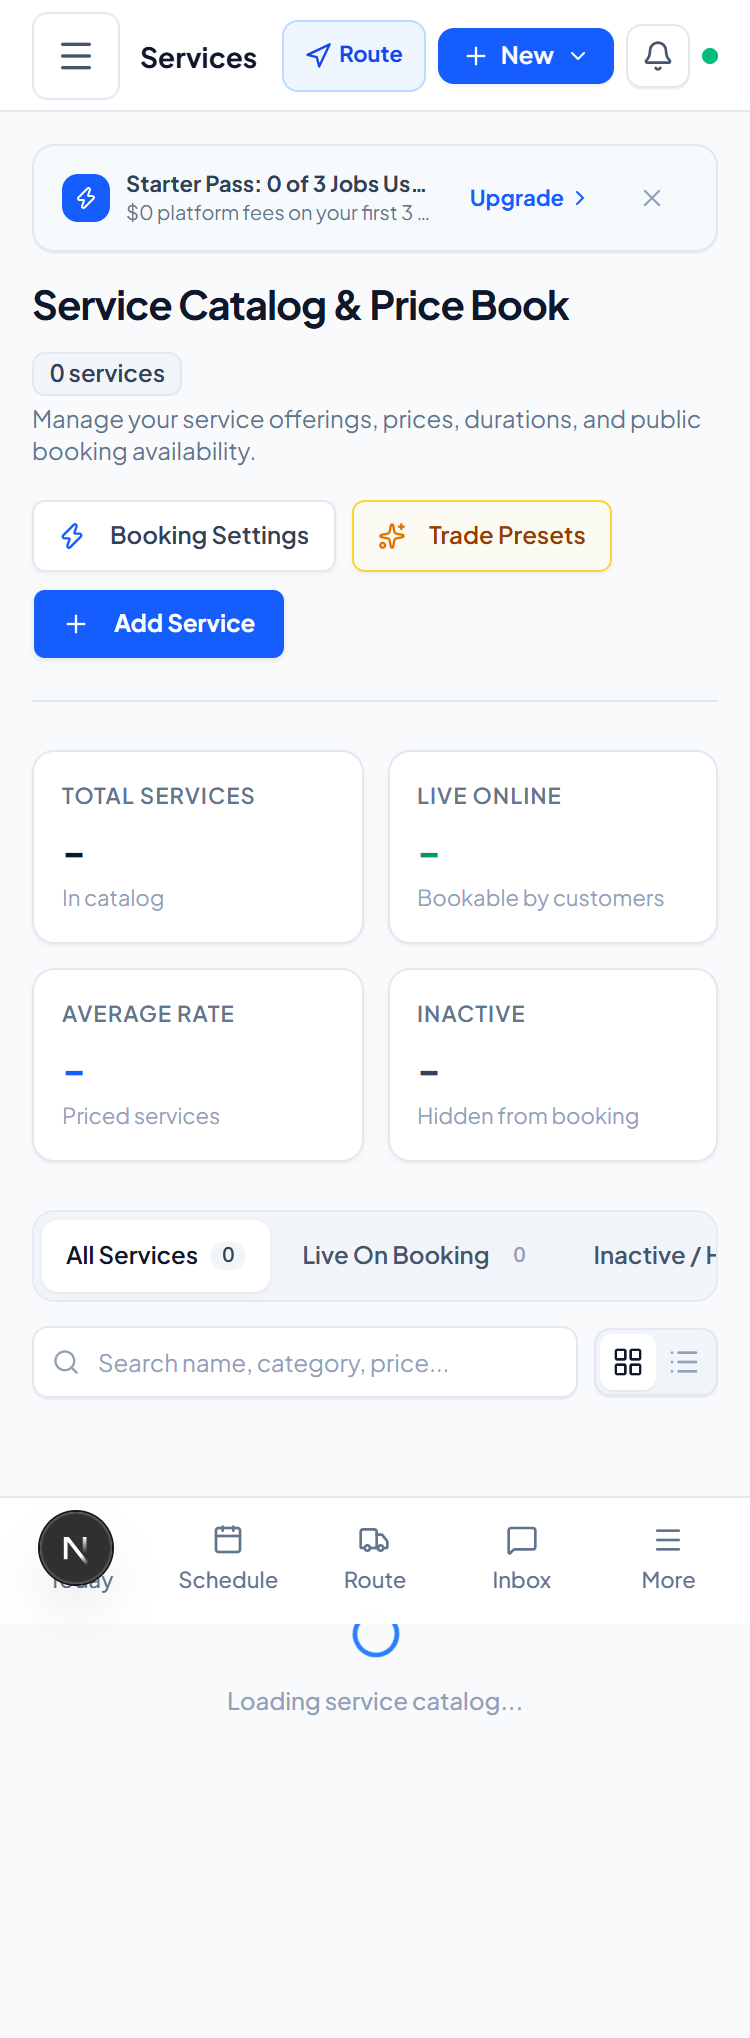 Services
Route
New
Starter Pass: 0 of 3 Jobs Us...
$0 platform fees on your first 3 ...
Upgrade
Service Catalog & Price Book
0 services
Manage your service offerings, prices, durations, and public
booking availability.
Booking Settings
Trade Presets
Add Service
TOTAL SERVICES
–
In catalog
LIVE ONLINE
–
Bookable by customers
AVERAGE RATE
–
Priced services
INACTIVE
–
Hidden from booking
All Services 0
Live On Booking 0
Inactive / H
Search name, category, price...
N
Today
Schedule
Route
Inbox
More
Loading service catalog...